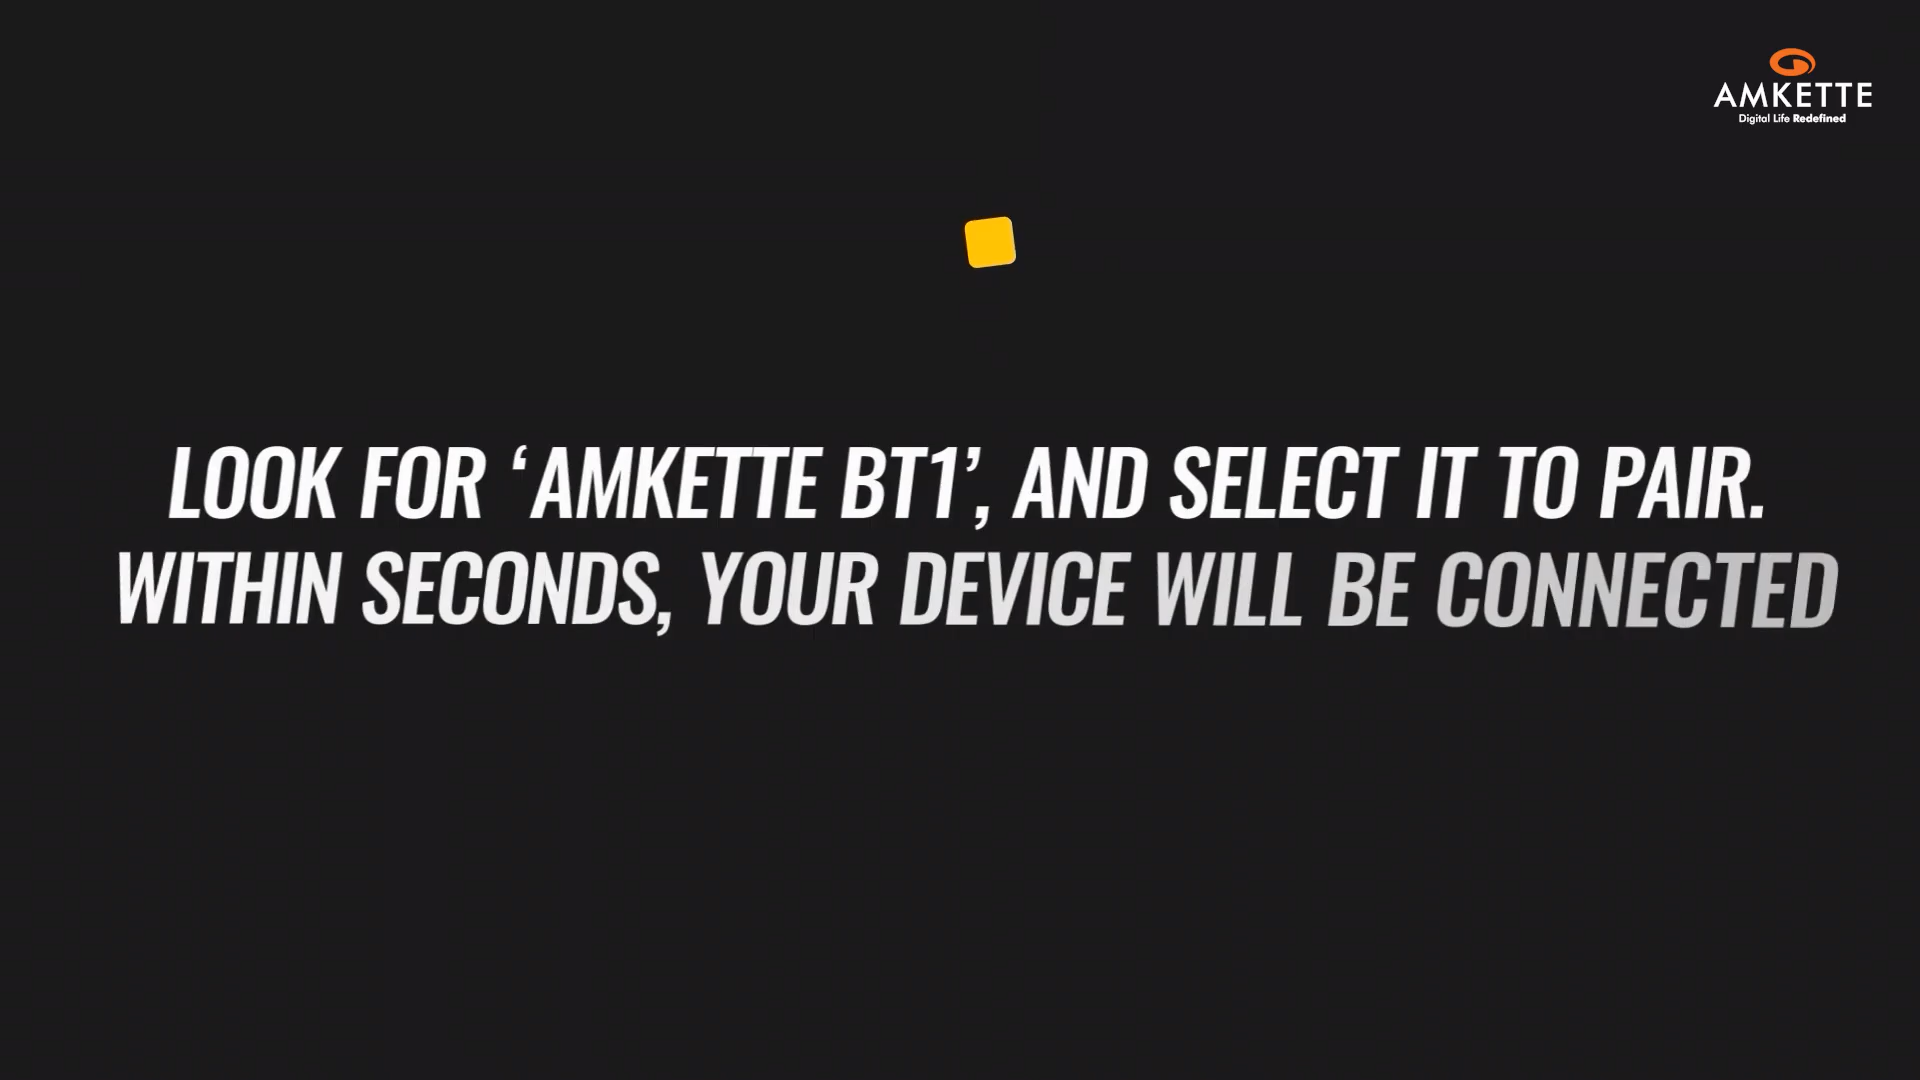 AMKETTE
Digital Life Redefined
LOOK FOR ‘AMKETTE BT1’, AND SELECT IT TO PAIR.
WITHIN SECONDS, YOUR DEVICE WILL BE CONNECTED